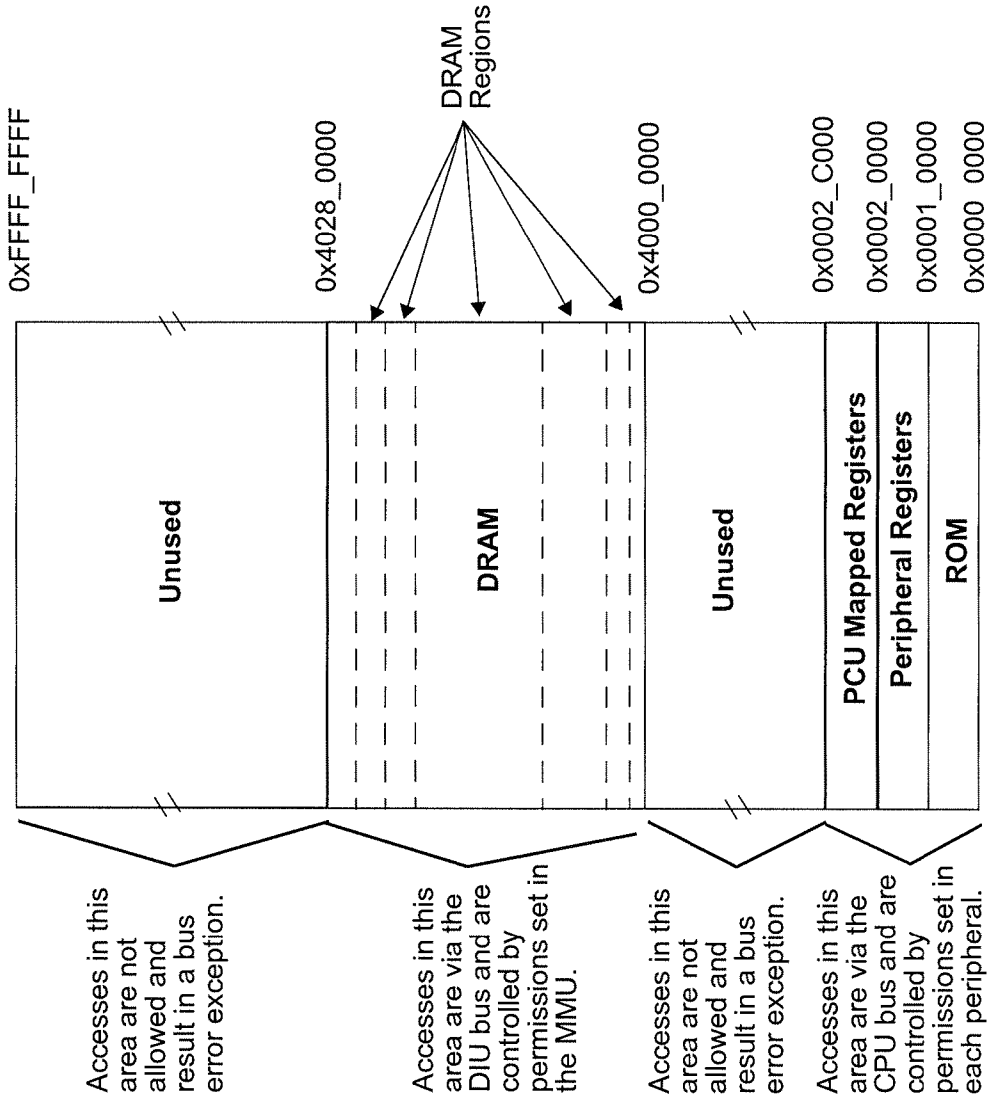 0xFFFF_FFFF
Accesses in this
area are not
allowed and
result in a bus
error exception.
Unused
0x4028_0000
Accesses in this
area are via the
DIU bus and are
controlled by
permissions set in
the MMU.
DRAM
DRAM
Regions
0x4000_0000
Accesses in this
area are not
allowed and
result in a bus
error exception.
Unused
0x0002_C000
Accesses in this
area are via the
CPU bus and are
controlled by
permissions set in
each peripheral.
PCU Mapped Registers
0x0002_0000
Peripheral Registers
0x0001_0000
ROM
0x0000_0000